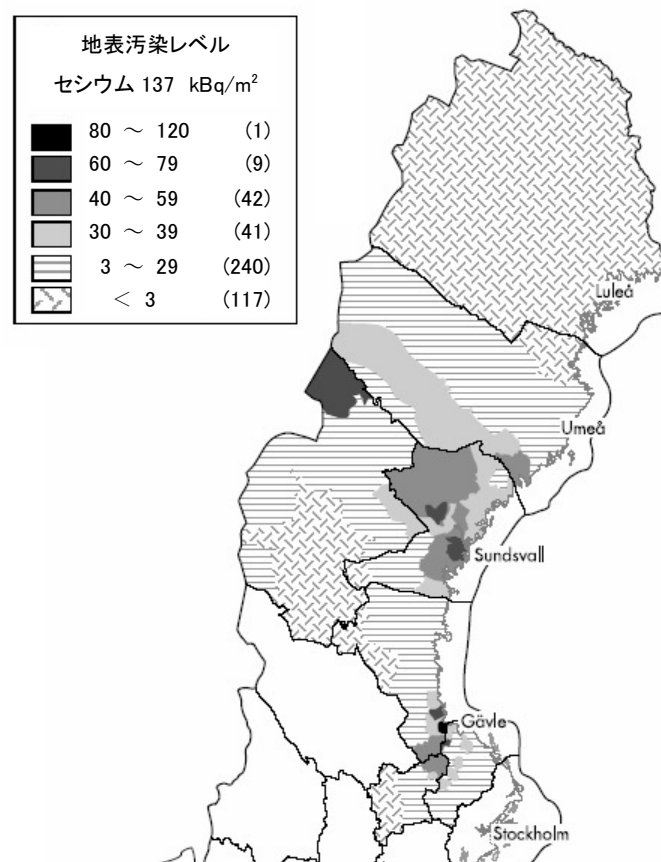 地表汚染レベル
セシウム 137 kBq/m²
80 ～ 120 (1)
60 ～ 79 (9)
40 ～ 59 (42)
30 ～ 39 (41)
3 ～ 29 (240)
＜ 3 (117)
Luleå
Umeå
Sundsvall
Gävle
Stockholm